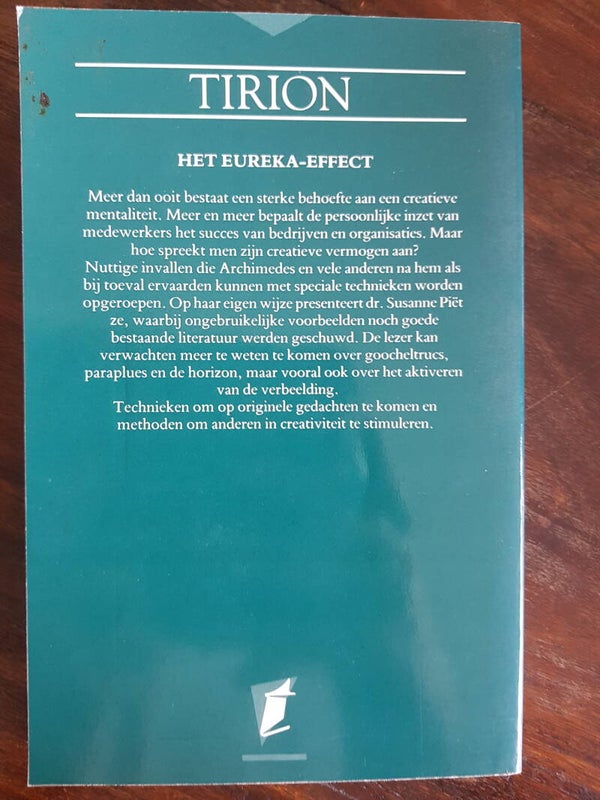 TIRION
HET EUREKA-EFFECT
Meer dan ooit bestaat een sterke behoefte aan een creatieve
mentaliteit. Meer en meer bepaalt de persoonlijke inzet van
medewerkers het succes van bedrijven en organisaties. Maar
hoe spreekt men zijn creatieve vermogen aan?
Nuttige invallen die Archimedes en vele anderen na hem als
bij toeval ervaarden kunnen met speciale technieken worden
opgeroepen. Op haar eigen wijze presenteert dr. Susanne Piët
ze, waarbij ongebruikelijke voorbeelden noch goede
bestaande literatuur werden geschuwd. De lezer kan
verwachten meer te weten te komen over goocheltrucs,
paraplues en de horizon, maar vooral ook over het aktiveren
van de verbeelding.
Technieken om op originele gedachten te komen en
methoden om anderen in creativiteit te stimuleren.